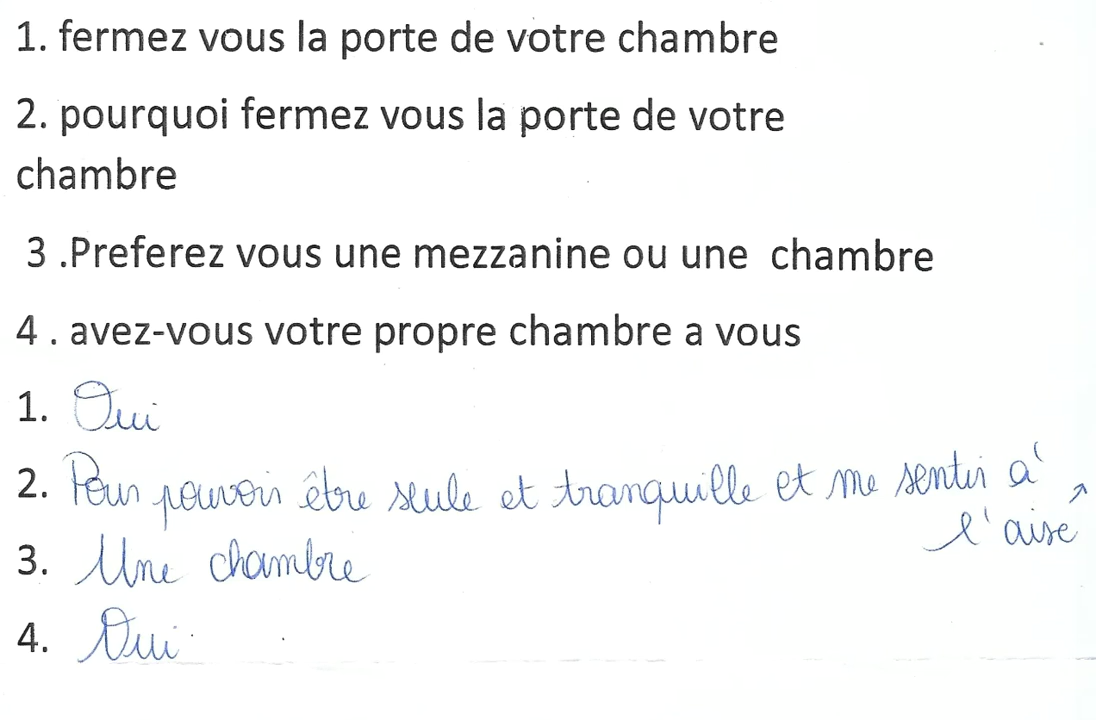 1. fermez vous la porte de votre chambre
2. pourquoi fermez vous la porte de votre
chambre
3 .Preferez vous une mezzanine ou une chambre
4 . avez-vous votre propre chambre a vous
1. Oui
2. Pour pouvoir être seule et tranquille et me sentir à
l'aise
3. Une chambre
4. Oui